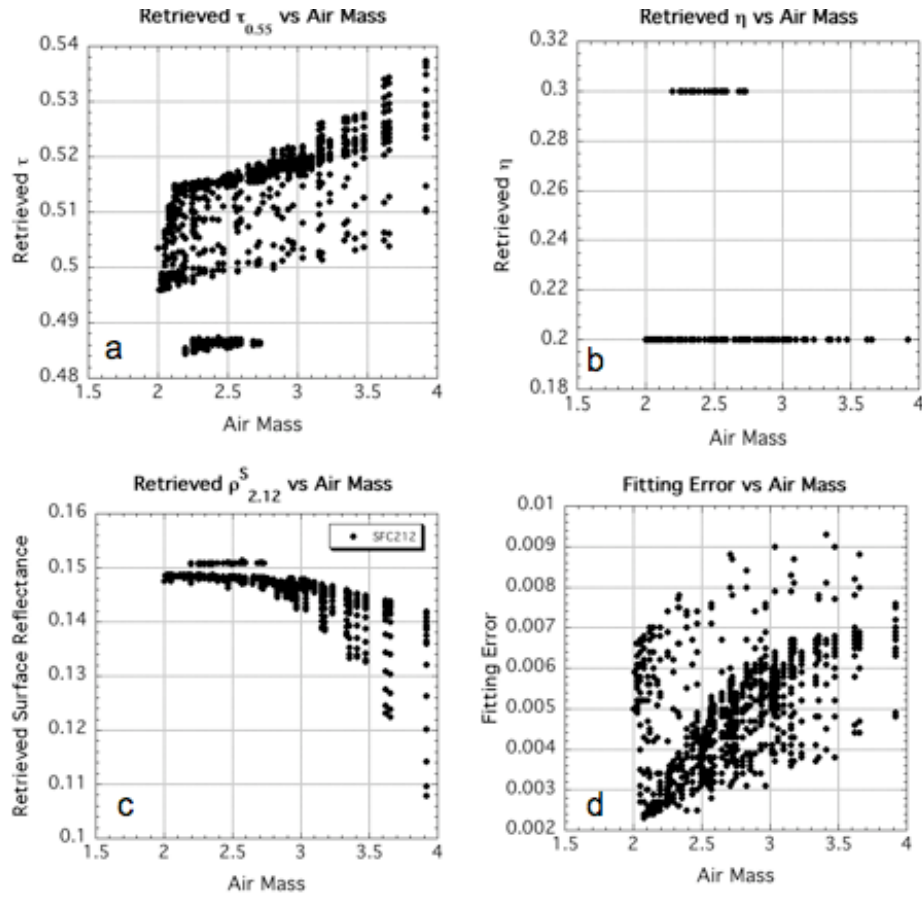 Retrieved τ0.55 vs Air Mass
0.54
0.53
0.52
0.51
0.5
0.49
0.48
Retrieved τ
a
1.5 2 2.5 3 3.5 4
Air Mass
Retrieved η vs Air Mass
0.32
0.3
0.28
0.26
0.24
0.22
0.2
0.18
Retrieved η
b
1.5 2 2.5 3 3.5 4
Air Mass
Retrieved ρS2.12 vs Air Mass
0.16
0.15
0.14
0.13
0.12
0.11
0.1
Retrieved Surface Reflectance
SFC212
c
1.5 2 2.5 3 3.5 4
Air Mass
Fitting Error vs Air Mass
0.01
0.009
0.008
0.007
0.006
0.005
0.004
0.003
0.002
Fitting Error
d
1.5 2 2.5 3 3.5 4
Air Mass